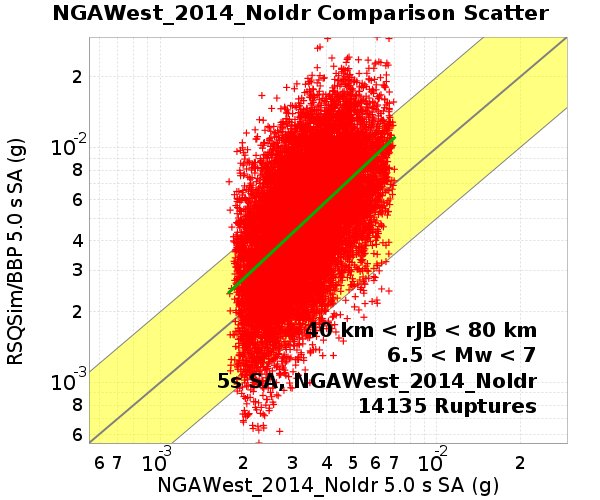 NGAWest_2014_NoIdr Comparison Scatter
RSQSim/BBP 5.0 s SA (g)
2
10-2
8
6
4
3
2
10-3
8
6
40 km < rJB < 80 km
6.5 < Mw < 7
5s SA, NGAWest_2014_NoIdr
14135 Ruptures
6 7 10-3 2 3 4 5 6 7 10-2 2
NGAWest_2014_NoIdr 5.0 s SA (g)